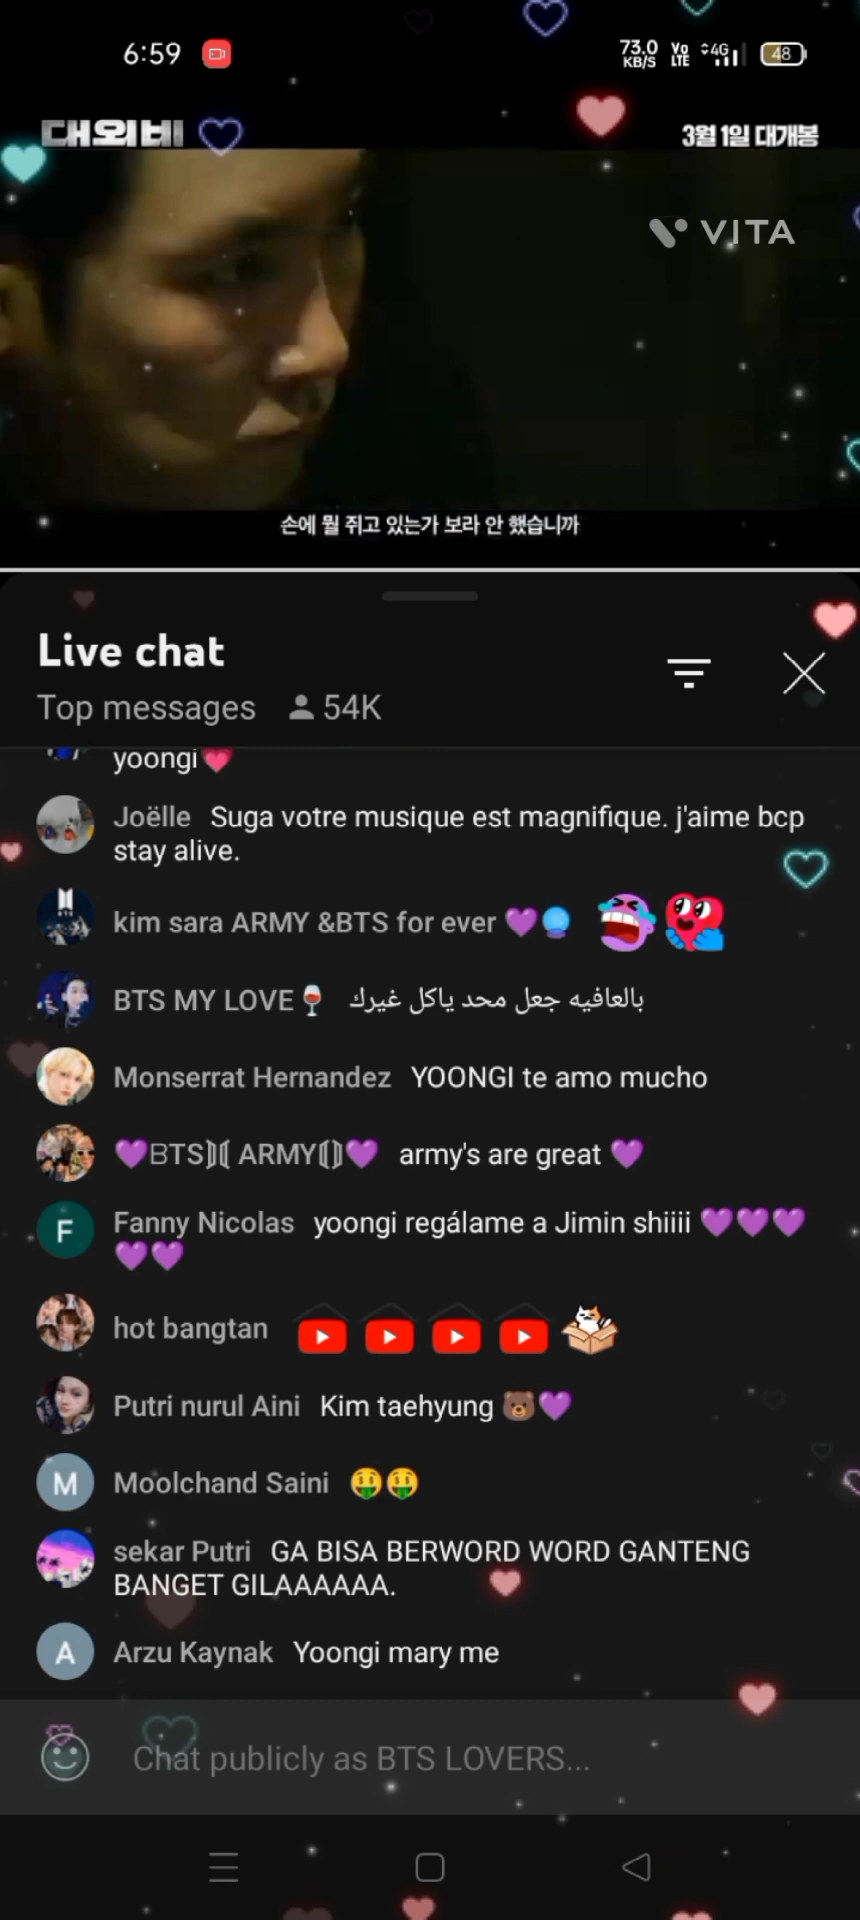 6:59
73.0 KB/S Vo LTE 4G 48
대외비
3월 1일 대개봉
VITA
손에 뭘 쥐고 있는가 보라 안 했습니까
Live chat
Top messages 54K
yoongi💗
Joëlle Suga votre musique est magnifique. j'aime bcp
stay alive.
kim sara ARMY &BTS for ever 💜🔮
BTS MY LOVE🍷 بالعافيه جعل محد ياكل غيرك
Monserrat Hernandez YOONGI te amo mucho
💜BTS⟭⟬ ARMY⟬⟭💜 army's are great 💜
F Fanny Nicolas yoongi regálame a Jimin shiiii 💜💜💜
💜💜
hot bangtan
Putri nurul Aini Kim taehyung 🐻💜
M Moolchand Saini 🤑🤑
sekar Putri GA BISA BERWORD WORD GANTENG
BANGET GILAAAAAA.
A Arzu Kaynak Yoongi mary me
Chat publicly as BTS LOVERS...